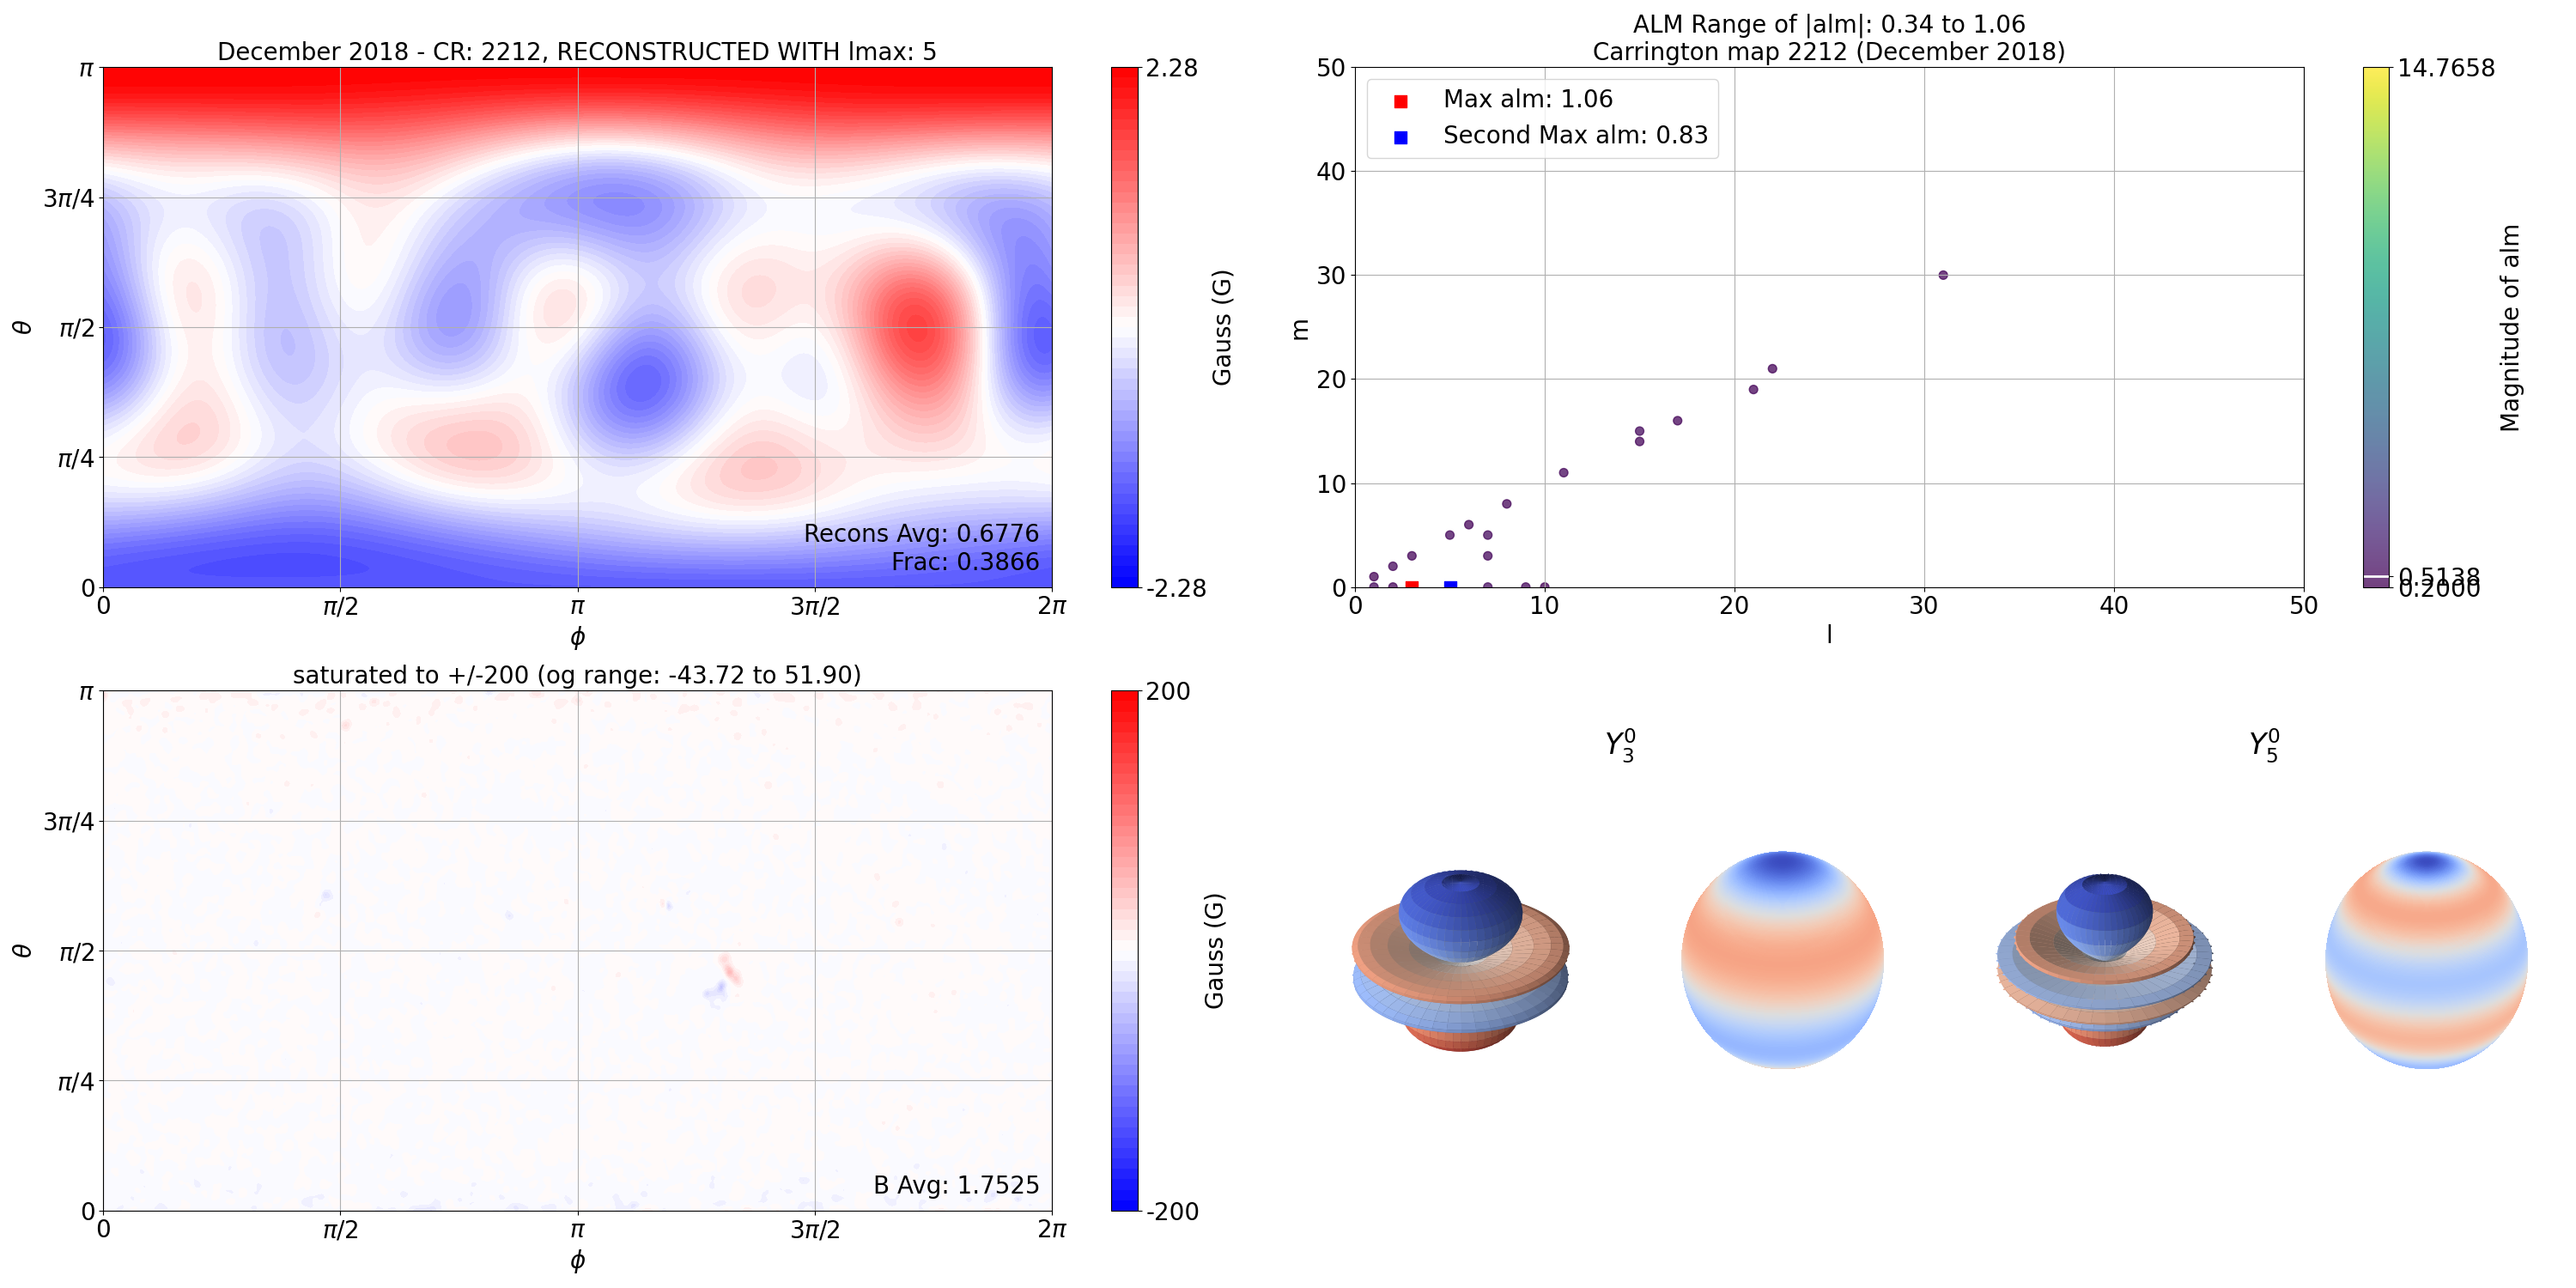 December 2018 - CR: 2212, RECONSTRUCTED WITH lmax: 5
π
3π/4
π/2
π/4
0
θ
0
π/2
π
3π/2
2π
ϕ
Recons Avg: 0.6776
Frac: 0.3866
2.28
-2.28
Gauss (G)
ALM Range of |alm|: 0.34 to 1.06
Carrington map 2212 (December 2018)
50
40
30
20
10
0
m
0
10
20
30
40
50
l
Max alm: 1.06
Second Max alm: 0.83
14.7658
0.5138
0.2000
Magnitude of alm
saturated to +/-200 (og range: -43.72 to 51.90)
π
3π/4
π/2
π/4
0
θ
0
π/2
π
3π/2
2π
ϕ
B Avg: 1.7525
200
-200
Gauss (G)
Y₃⁰
Y₅⁰